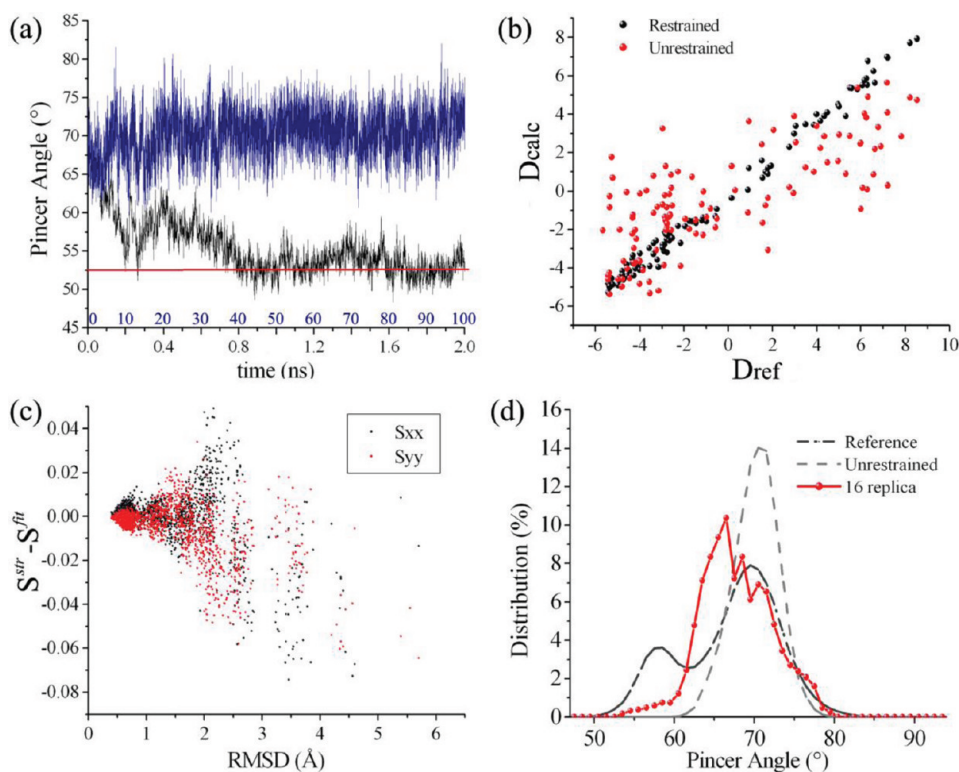 (a)
Pincer Angle (°)
85
80
75
70
65
60
55
50
45
0 10 20 30 40 50 60 70 80 90 100
0.0 0.4 0.8 1.2 1.6 2.0
time (ns)
(b)
Restrained
Unrestrained
Dcalc
8
6
4
2
0
-2
-4
-6
-6 -4 -2 0 2 4 6 8 10
Dref
(c)
Sxx
Syy
S^str-S^fit
0.04
0.02
0.00
-0.02
-0.04
-0.06
-0.08
0 1 2 3 4 5 6
RMSD (Å)
(d)
Reference
Unrestrained
16 replica
Distribution (%)
16
14
12
10
8
6
4
2
0
50 60 70 80 90
Pincer Angle (°)